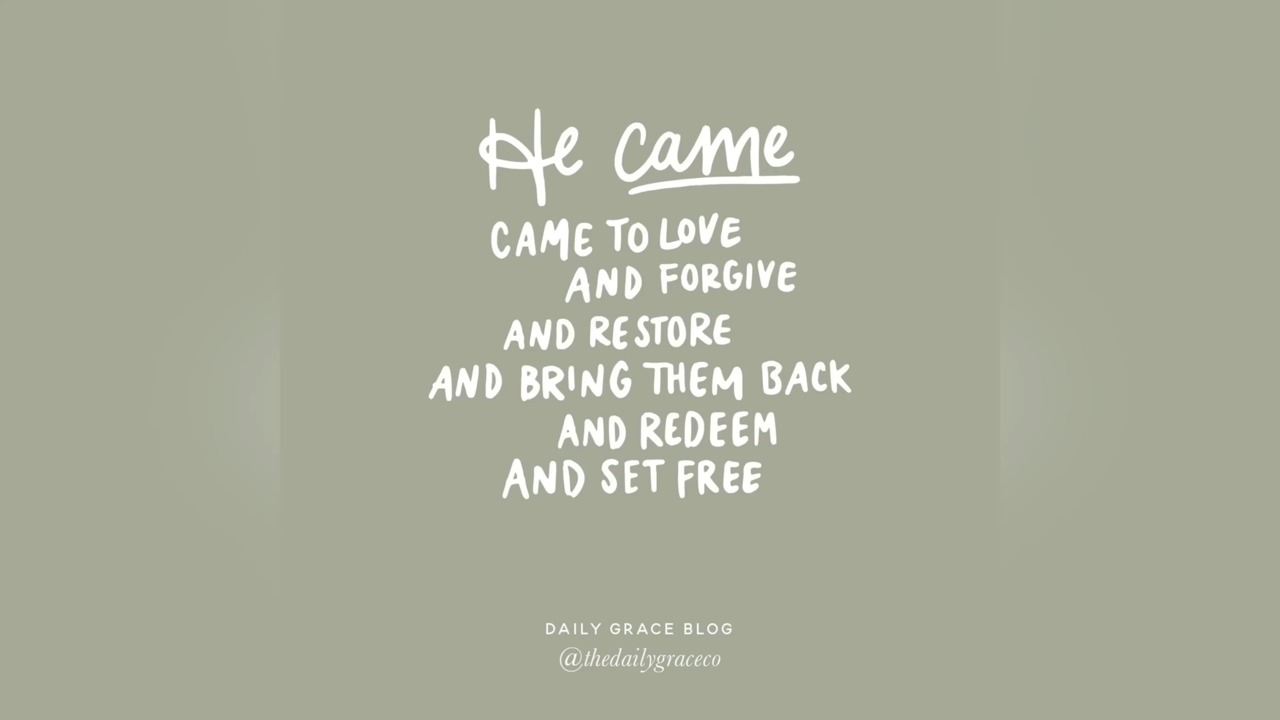 He came
CAME TO LOVE
AND FORGIVE
AND RESTORE
AND BRING THEM BACK
AND REDEEM
AND SET FREE
DAILY GRACE BLOG
@thedailygraceco